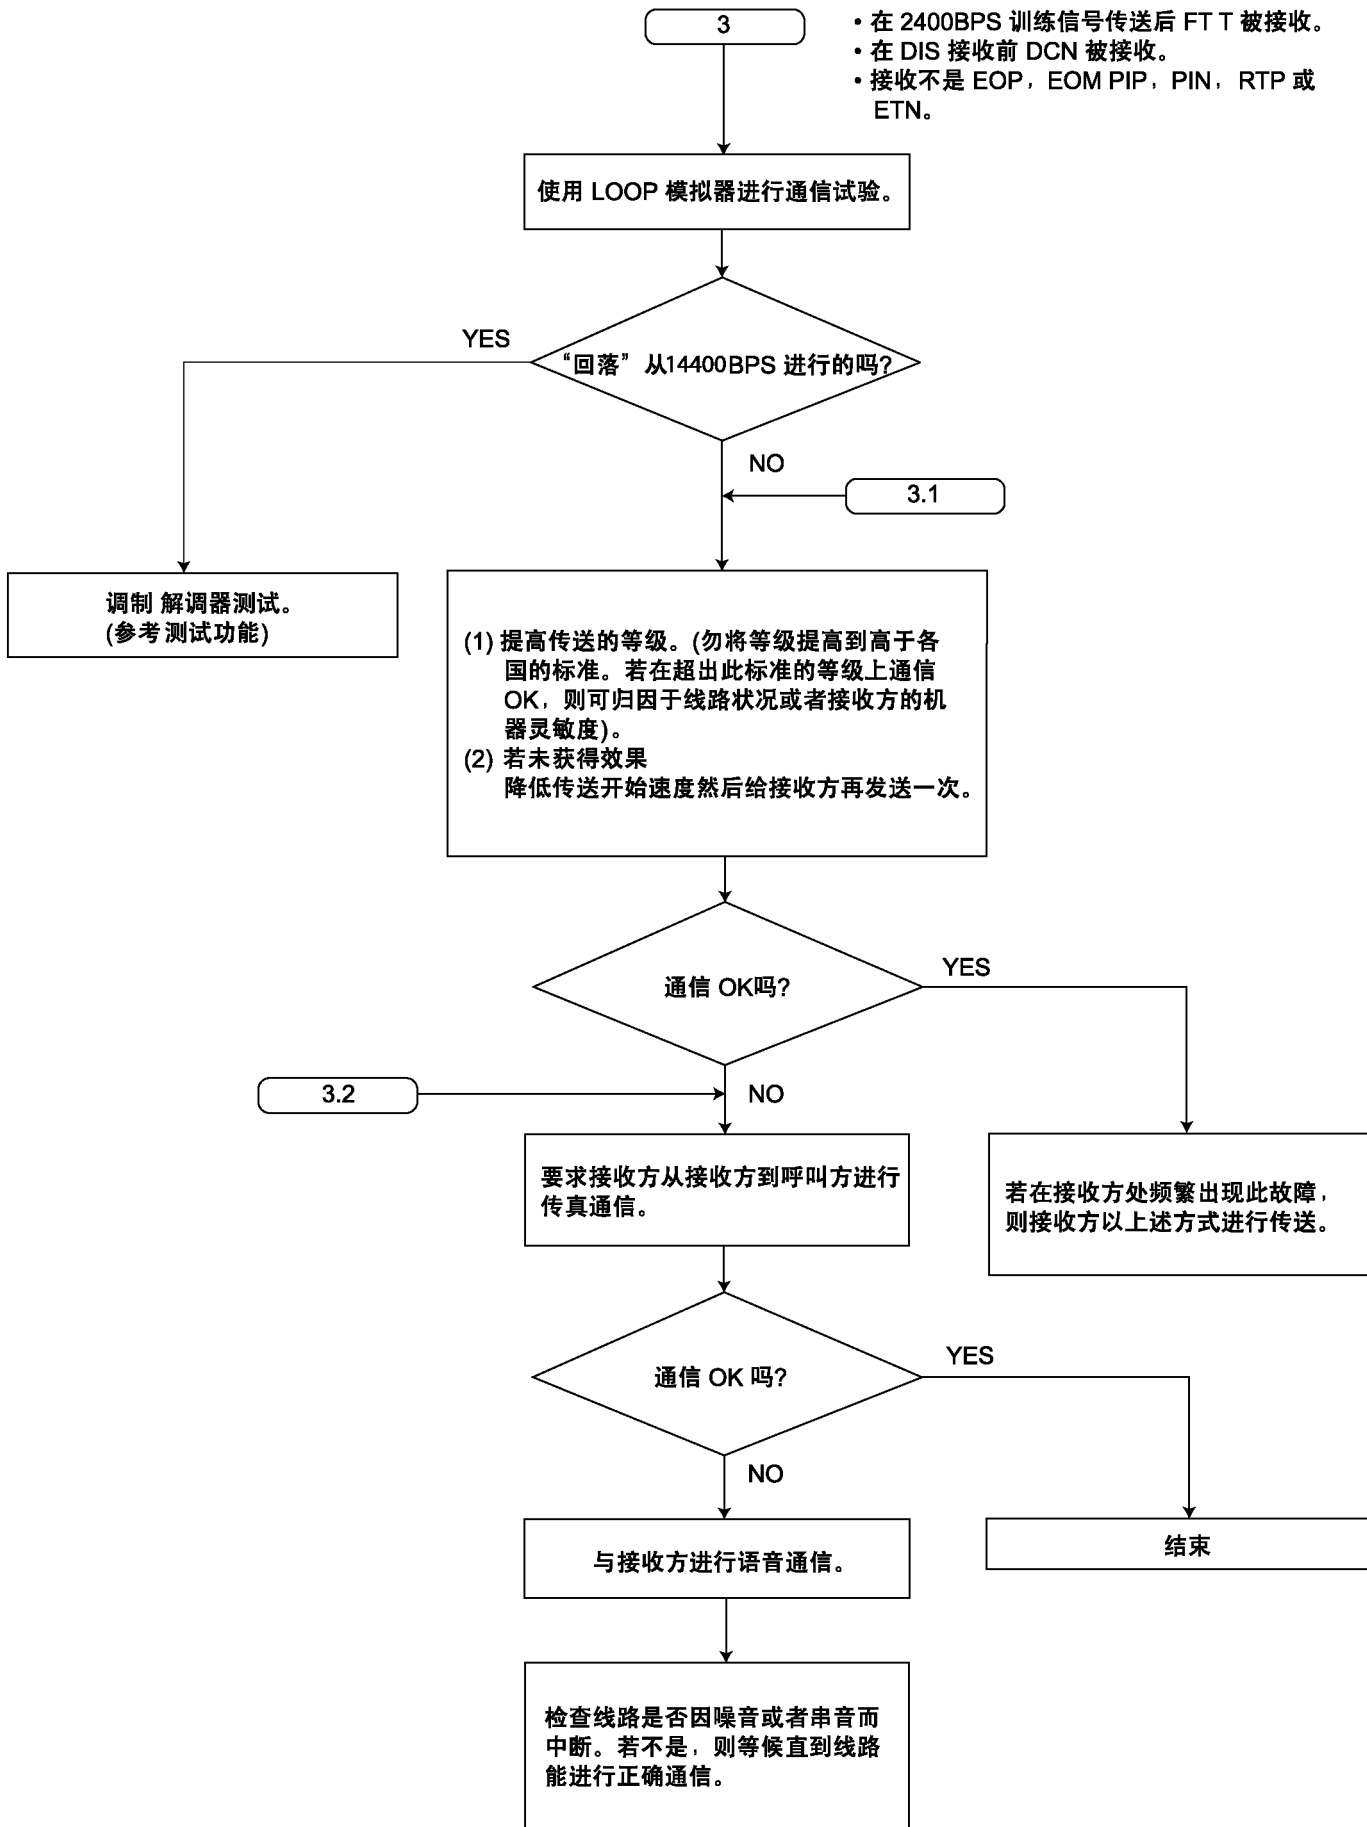 3
• 在 2400BPS 训练信号传送后 FT T 被接收。
• 在 DIS 接收前 DCN 被接收。
• 接收不是 EOP，EOM PIP，PIN，RTP 或
ETN。
使用 LOOP 模拟器进行通信试验。
YES
“回落” 从14400BPS 进行的吗?
NO
3.1
调制 解调器测试。
(参考测试功能)
(1) 提高传送的等级。(勿将等级提高到高于各
国的标准。若在超出此标准的等级上通信
OK，则可归因于线路状况或者接收方的机
器灵敏度)。
(2) 若未获得效果
降低传送开始速度然后给接收方再发送一次。
通信 OK吗?
YES
3.2
NO
要求接收方从接收方到呼叫方进行
传真通信。
若在接收方处频繁出现此故障，
则接收方以上述方式进行传送。
通信 OK 吗?
YES
NO
与接收方进行语音通信。
结束
检查线路是否因噪音或者串音而
中断。若不是，则等候直到线路
能进行正确通信。